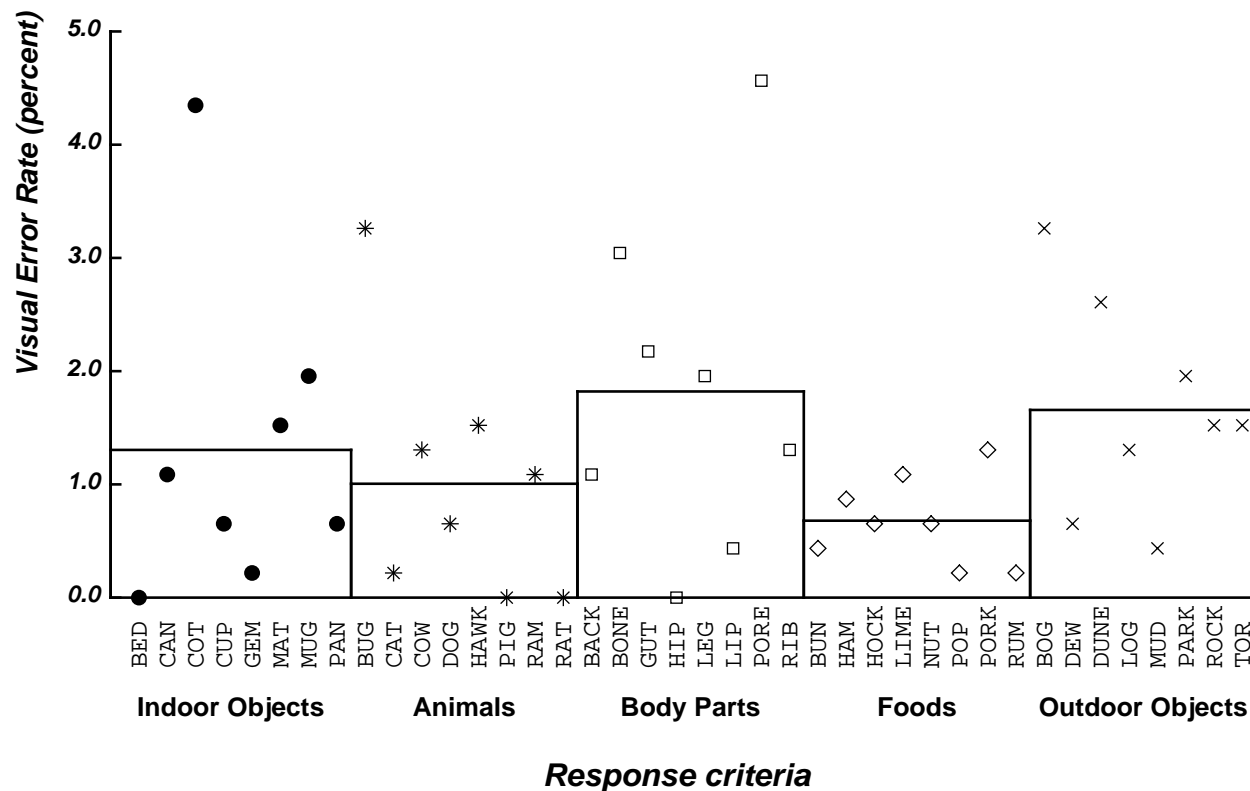 Visual Error Rate (percent)
5.0
4.0
3.0
2.0
1.0
0.0
BED
CAN
COT
CUP
GEM
MAT
MUG
PAN
BUG
CAT
COW
DOG
HAWK
PIG
RAM
RAT
BACK
BONE
GUT
HIP
LEG
LIP
PORE
RIB
BUN
HAM
HOCK
LIME
NUT
POP
PORK
RUM
BOG
DEW
DUNE
LOG
MUD
PARK
ROCK
TOR
Indoor Objects Animals Body Parts Foods Outdoor Objects
Response criteria